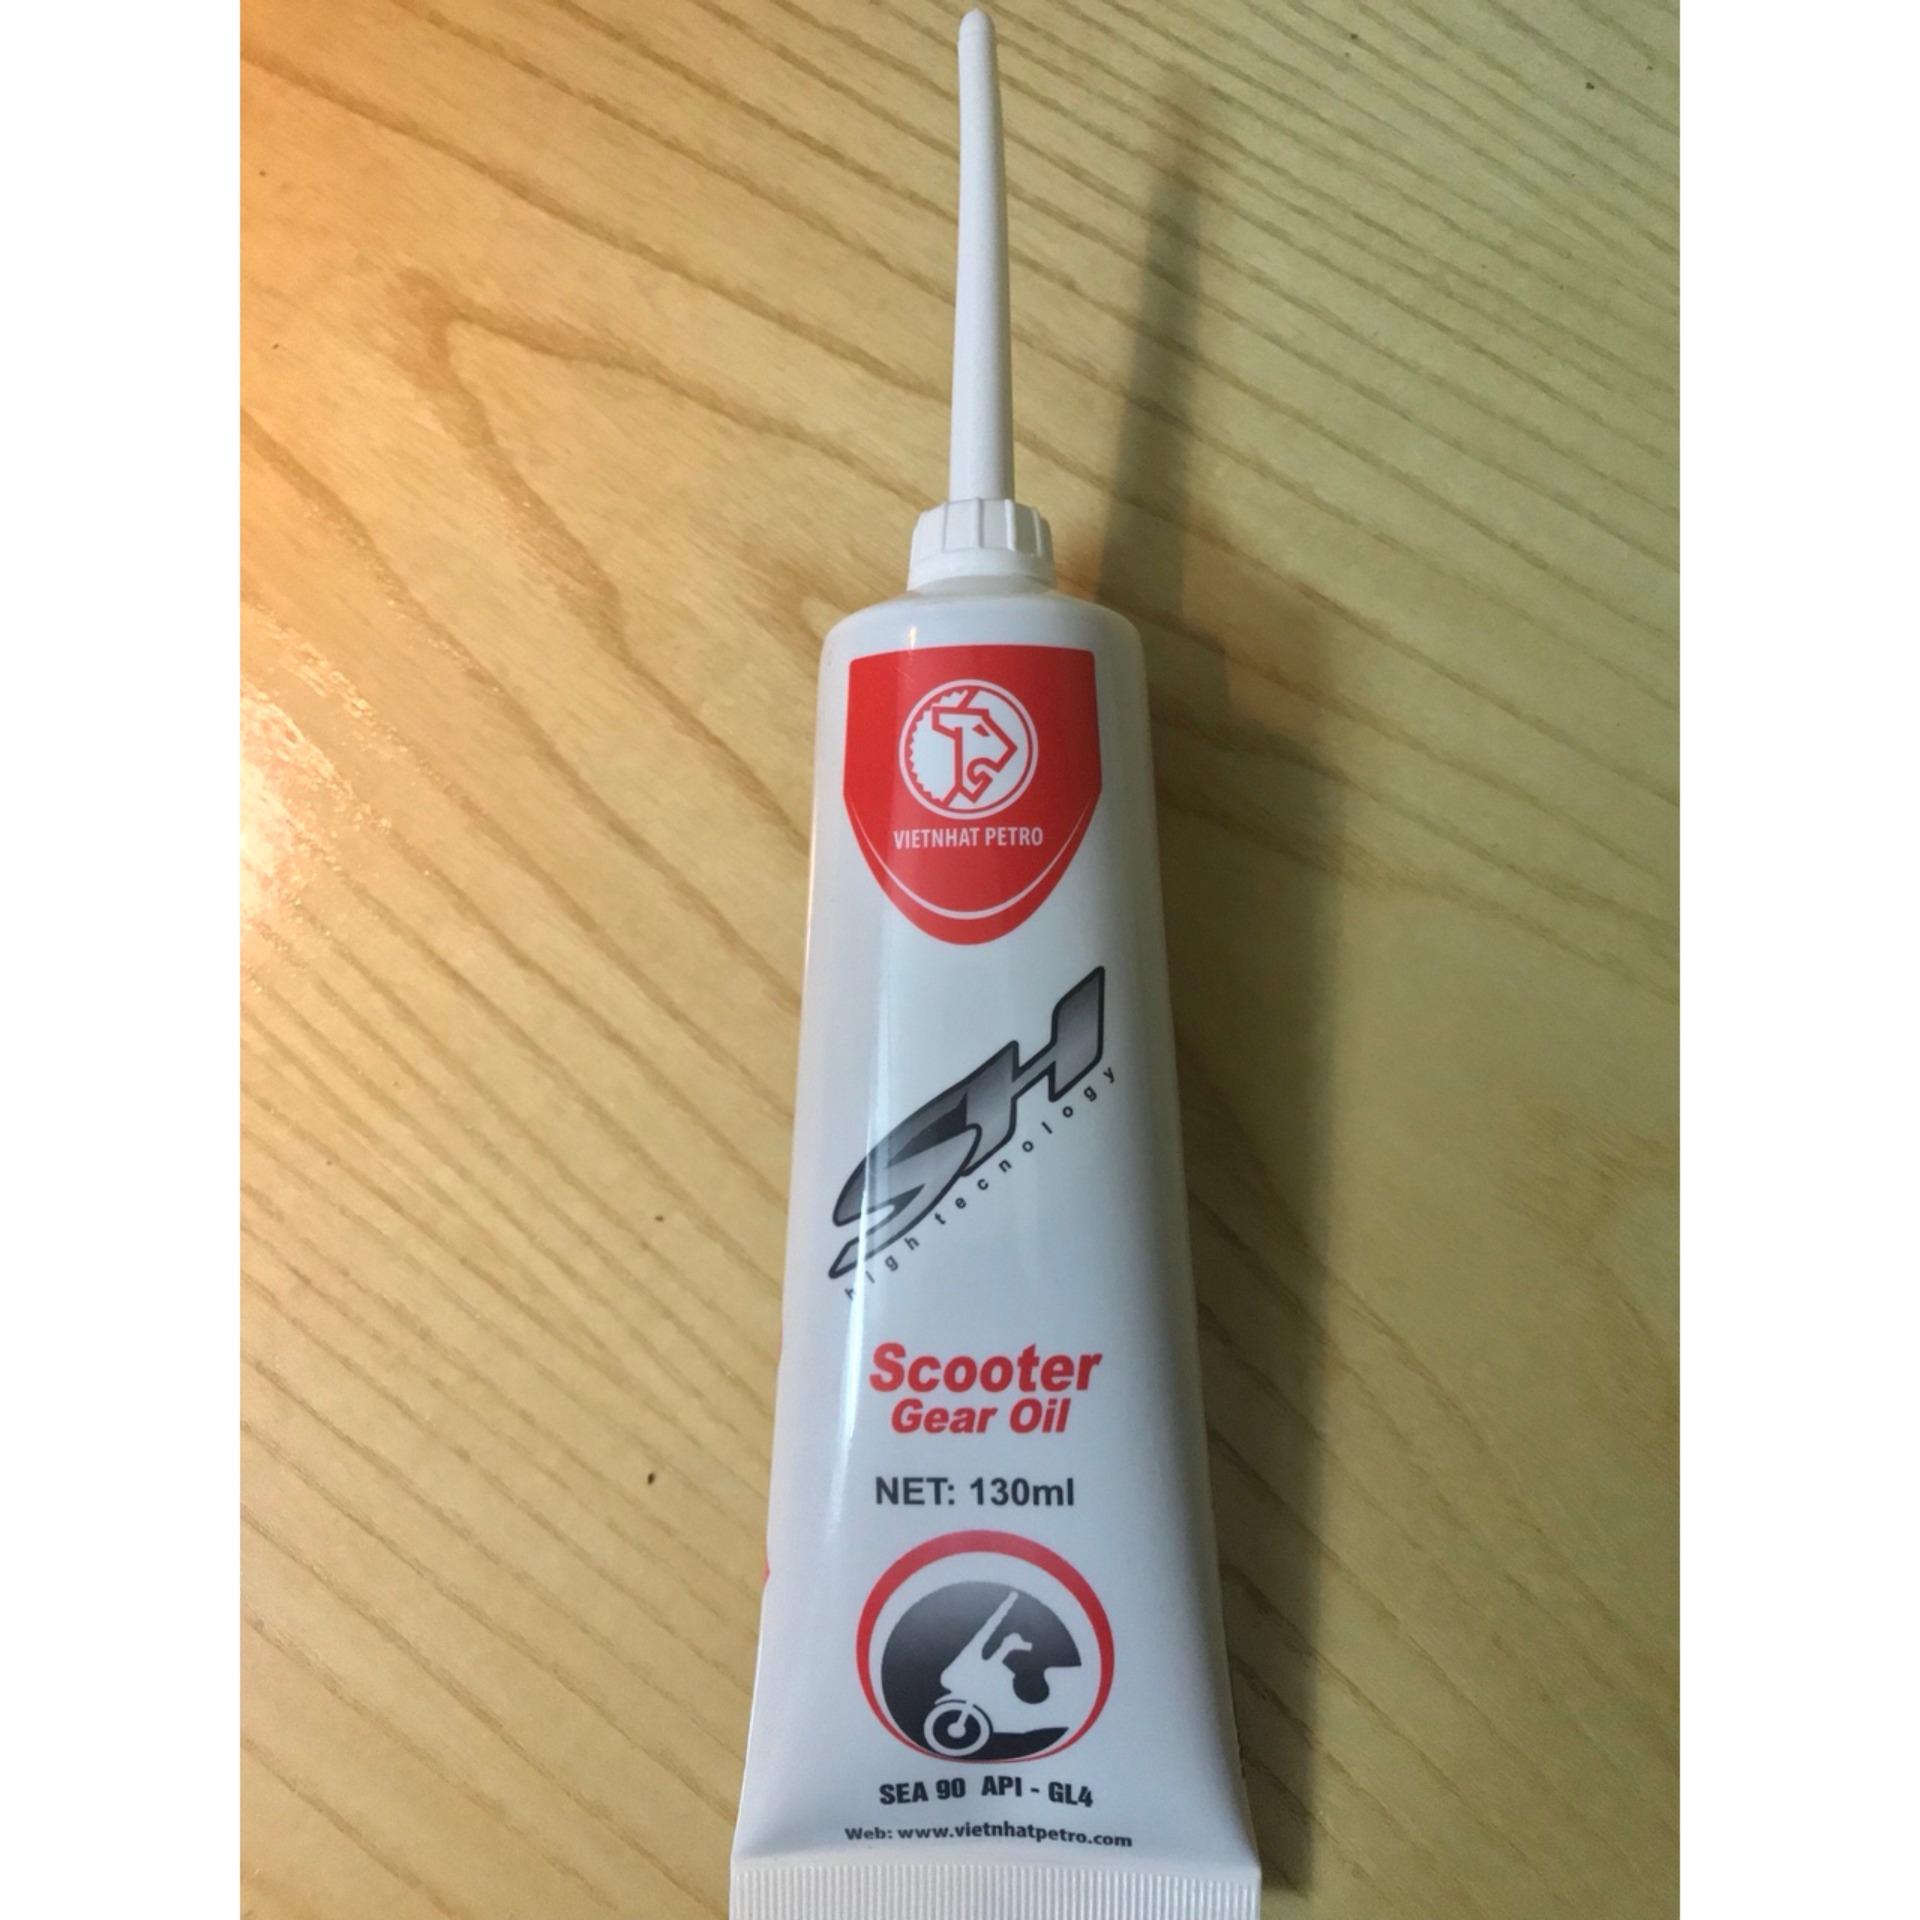 VIETNHAT PETRO
SH
high tecnology
Scooter
Gear Oil
NET: 130ml
SEA 90 API - GL4
Web: www.vietnhatpetro.com